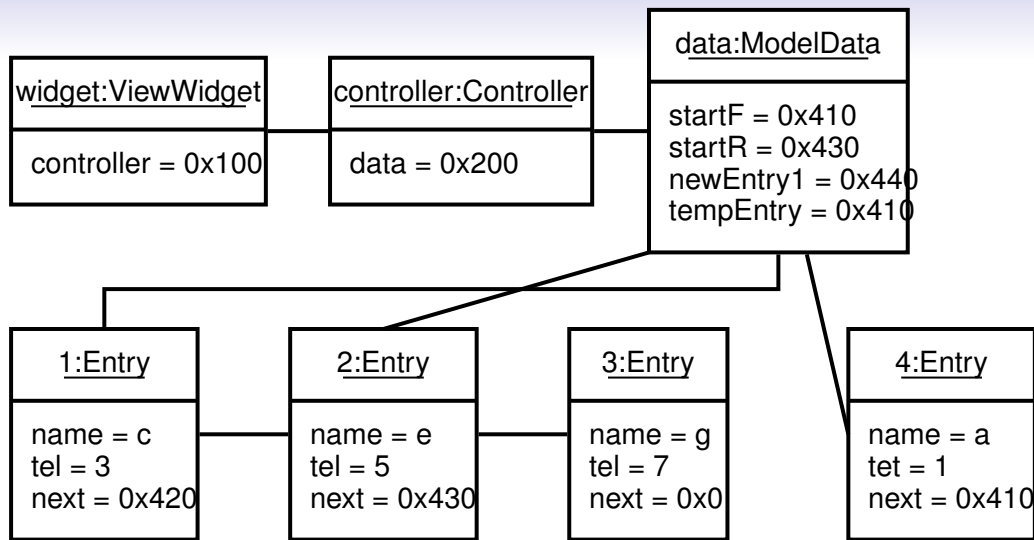 widget:ViewWidget
controller = 0x100
controller:Controller
data = 0x200
data:ModelData
startF = 0x410
startR = 0x430
newEntry1 = 0x440
tempEntry = 0x410
1:Entry
name = c
tel = 3
next = 0x420
2:Entry
name = e
tel = 5
next = 0x430
3:Entry
name = g
tel = 7
next = 0x0
4:Entry
name = a
tet = 1
next = 0x410